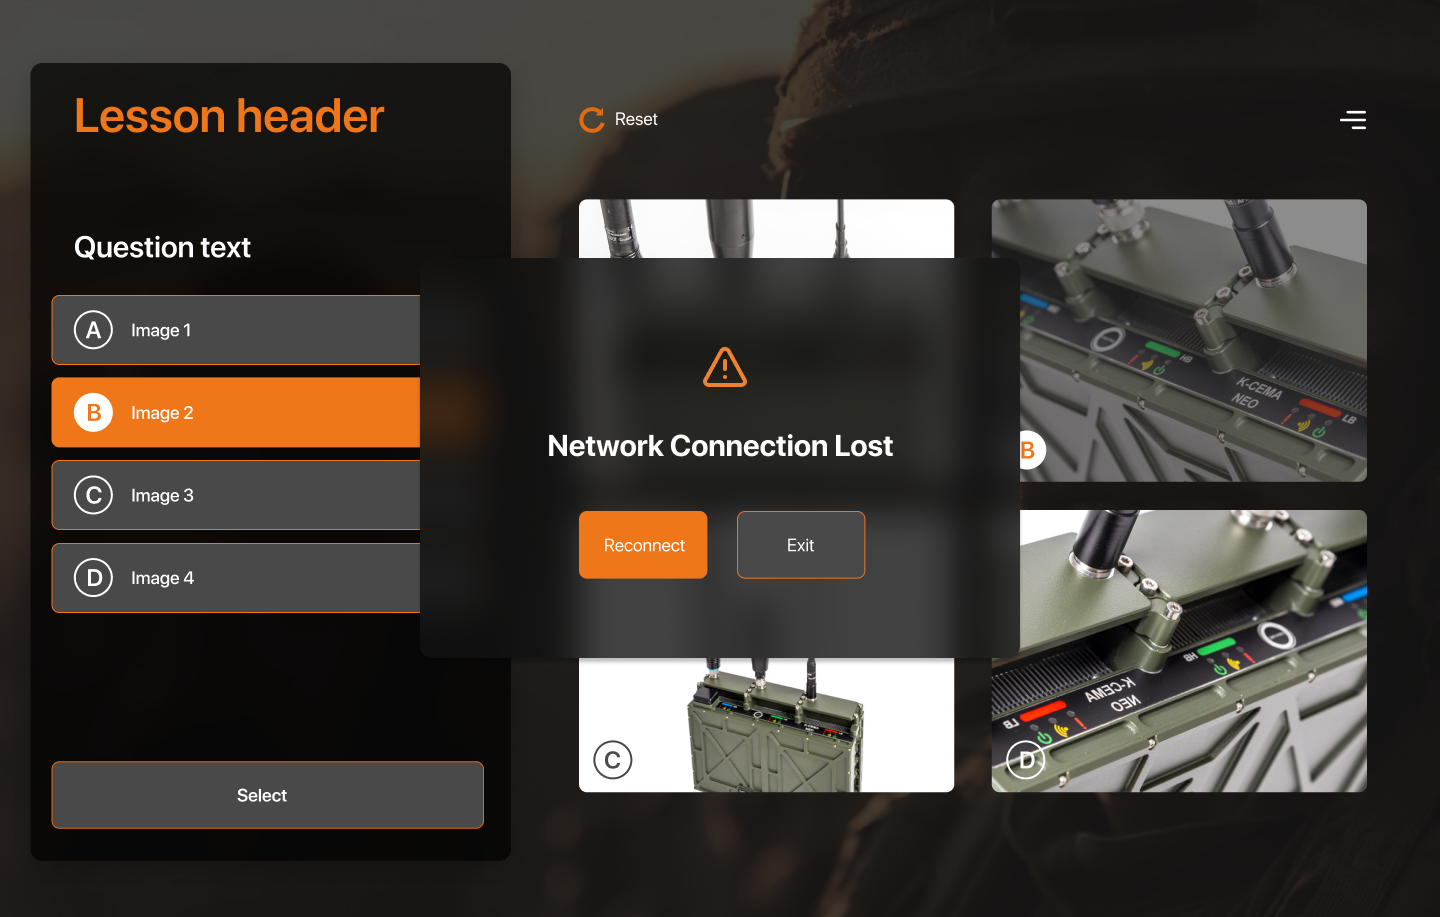 Lesson header
Reset
Question text
A Image 1
B Image 2
C Image 3
D Image 4
Select
Network Connection Lost
Reconnect
Exit
HB
K-CEMA
NEO
LB
B
C
HB
K-CEMA
NEO
LB
D